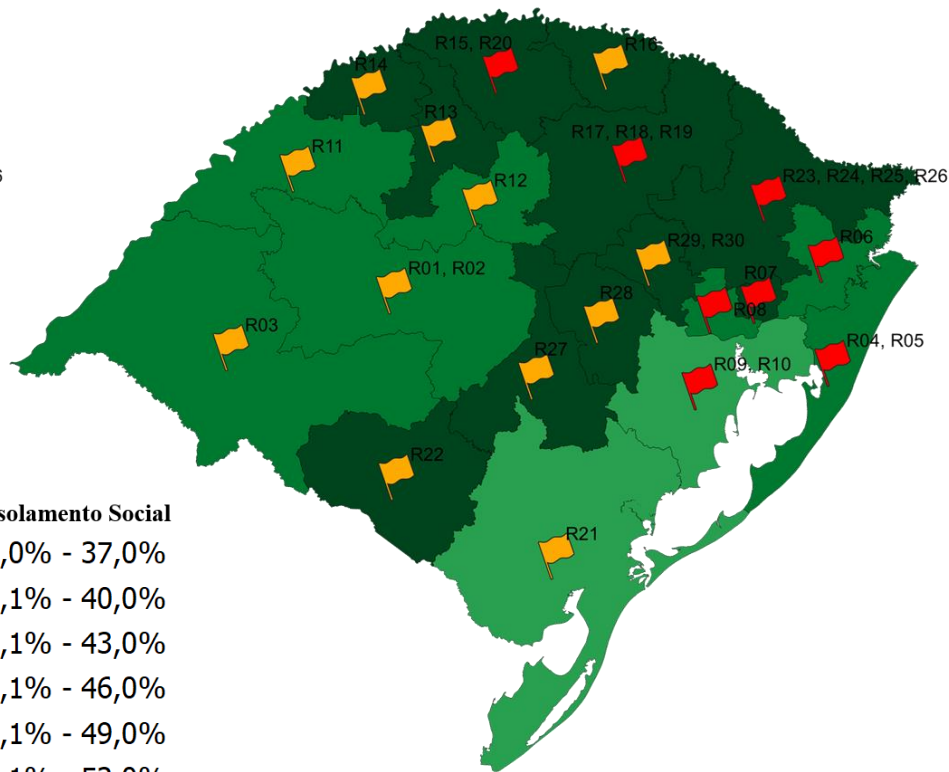 R15, R20
R16
R14
R13
R17, R18, R19
R11
R12
R23, R24, R25, R26
R29, R30
R06
R01, R02
R07
R28
R08
R03
R04, R05
R27
R09, R10
R22
solamento Social
,0% - 37,0%
,1% - 40,0%
R21
,1% - 43,0%
,1% - 46,0%
,1% - 49,0%